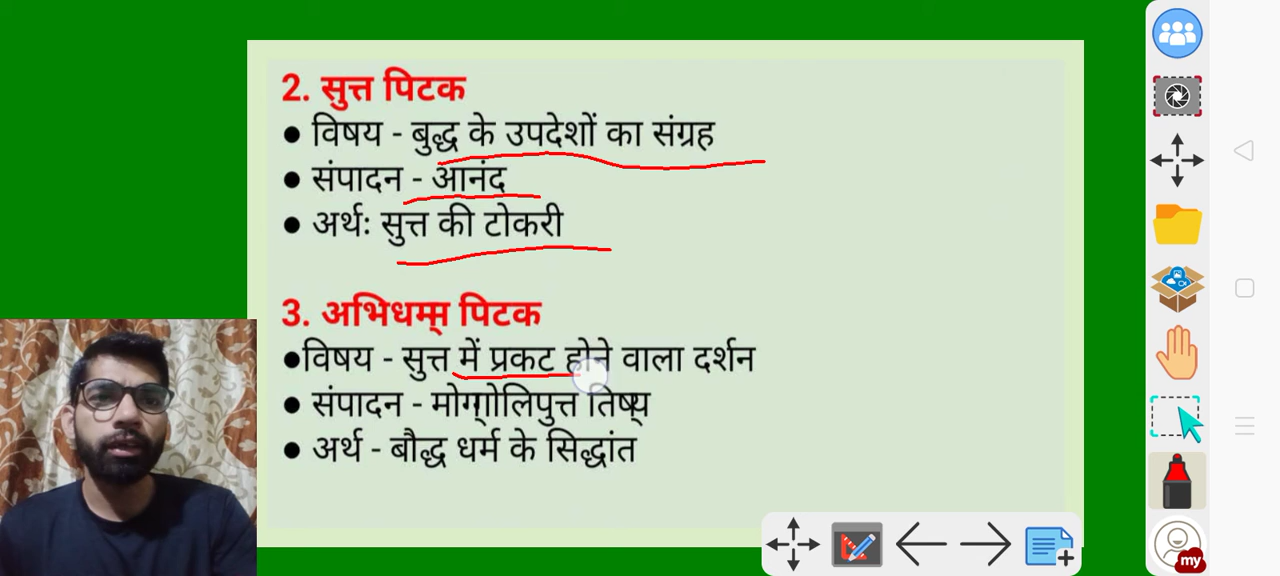 2. सुत्त पिटक
● विषय - बुद्ध के उपदेशों का संग्रह
● संपादन - आनंद
● अर्थ: सुत्त की टोकरी
3. अभिधम्म पिटक
●विषय - सुत्त में प्रकट होने वाला दर्शन
● संपादन - मोग्गोलिपुत्त तिष्य
● अर्थ - बौद्ध धर्म के सिद्धांत
my